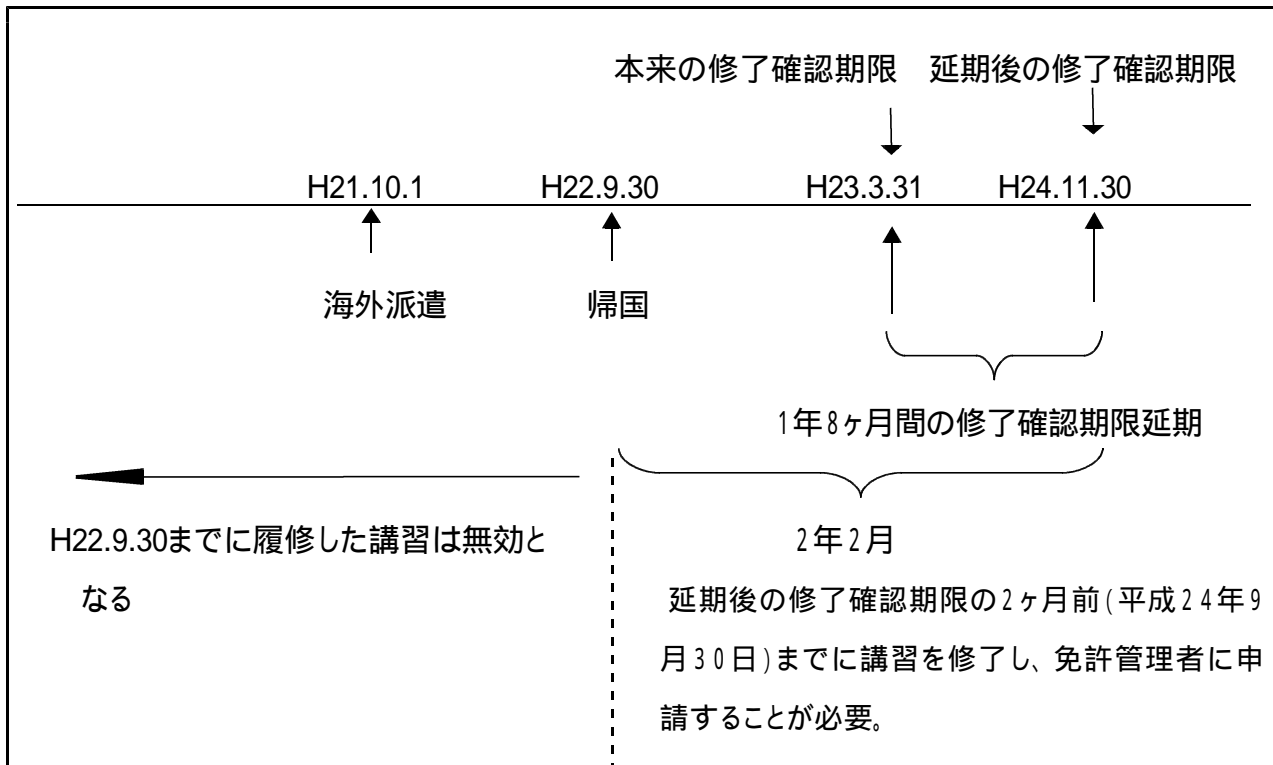 本来の修了確認期限 延期後の修了確認期限
H21.10.1 H22.9.30 H23.3.31 H24.11.30
海外派遣 帰国
1年8ヶ月間の修了確認期限延期
H22.9.30までに履修した講習は無効と
なる
2年2月
延期後の修了確認期限の2ヶ月前(平成24年9
月30日)までに講習を修了し、免許管理者に申
請することが必要。